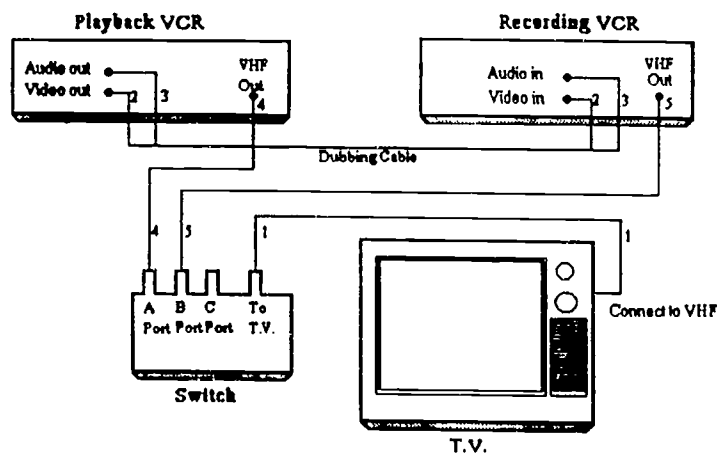 Playback VCR
Recording VCR
Audio out
Video out
2
3
VHF
Out
4
Audio in
Video in
2
3
VHF
Out
5
Dubbing Cable
4
5
1
1
A
B
C
To
Port
Port
Port
T.V.
Switch
Connect to VHF
T.V.